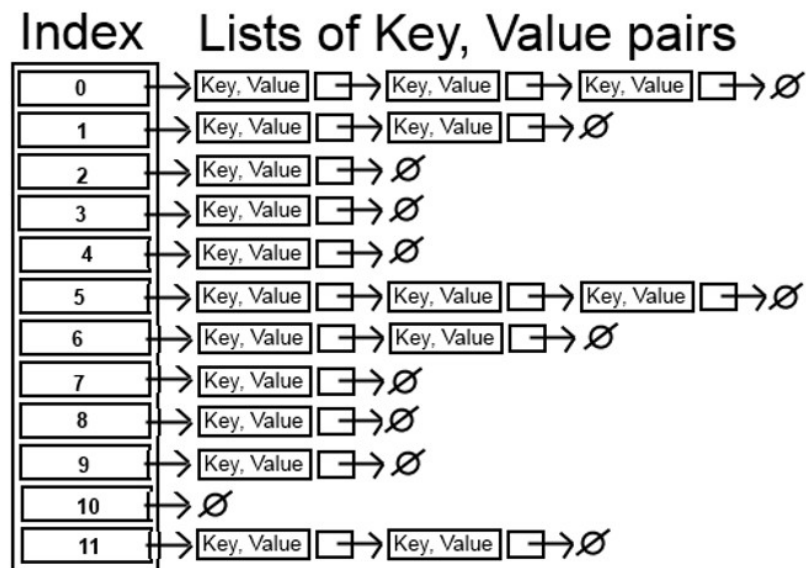 Index Lists of Key, Value pairs
0 Key, Value Key, Value Key, Value
1 Key, Value Key, Value
2 Key, Value
3 Key, Value
4 Key, Value
5 Key, Value Key, Value Key, Value
6 Key, Value Key, Value
7 Key, Value
8 Key, Value
9 Key, Value
10
11 Key, Value Key, Value